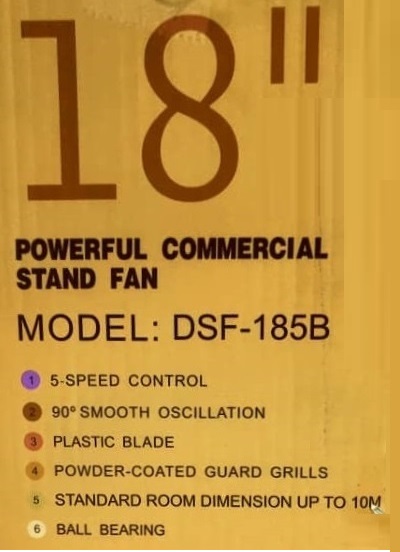 18"
POWERFUL COMMERCIAL
STAND FAN
MODEL: DSF-185B
1 5-SPEED CONTROL
2 90° SMOOTH OSCILLATION
3 PLASTIC BLADE
4 POWDER-COATED GUARD GRILLS
5 STANDARD ROOM DIMENSION UP TO 10M
6 BALL BEARING